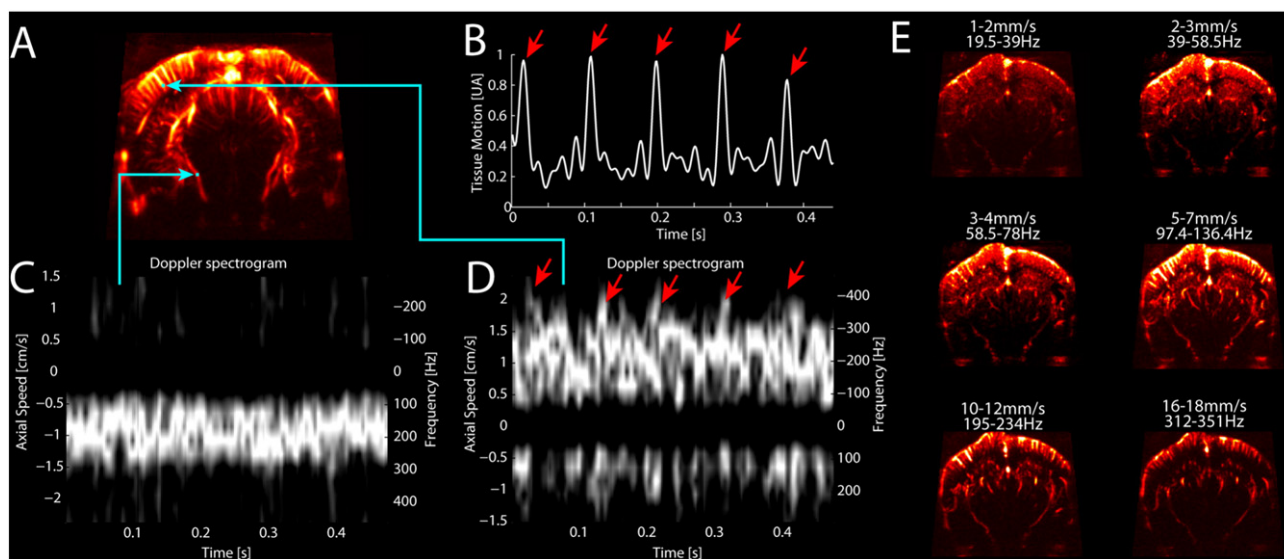 A
B
Tissue Motion [UA]
1
0.8
0.6
0.4
0.2
0
0 0.1 0.2 0.3 0.4
Time [s]
C
Doppler spectrogram
Axial Speed [cm/s]
1.5
1
0.5
0
-0.5
-1
-1.5
-2
−200
−100
0
100
200
300
400
Frequency [Hz]
0.1 0.2 0.3 0.4
Time [s]
D
Doppler spectrogram
Axial Speed [cm/s]
2
1.5
1
0.5
0
-0.5
−1
-1.5
−400
−300
−200
−100
0
100
200
Frequency [Hz]
0.1 0.2 0.3 0.4
Time [s]
E
1-2mm/s
19.5-39Hz
2-3mm/s
39-58.5Hz
3-4mm/s
58.5-78Hz
5-7mm/s
97.4-136.4Hz
10-12mm/s
195-234Hz
16-18mm/s
312-351Hz